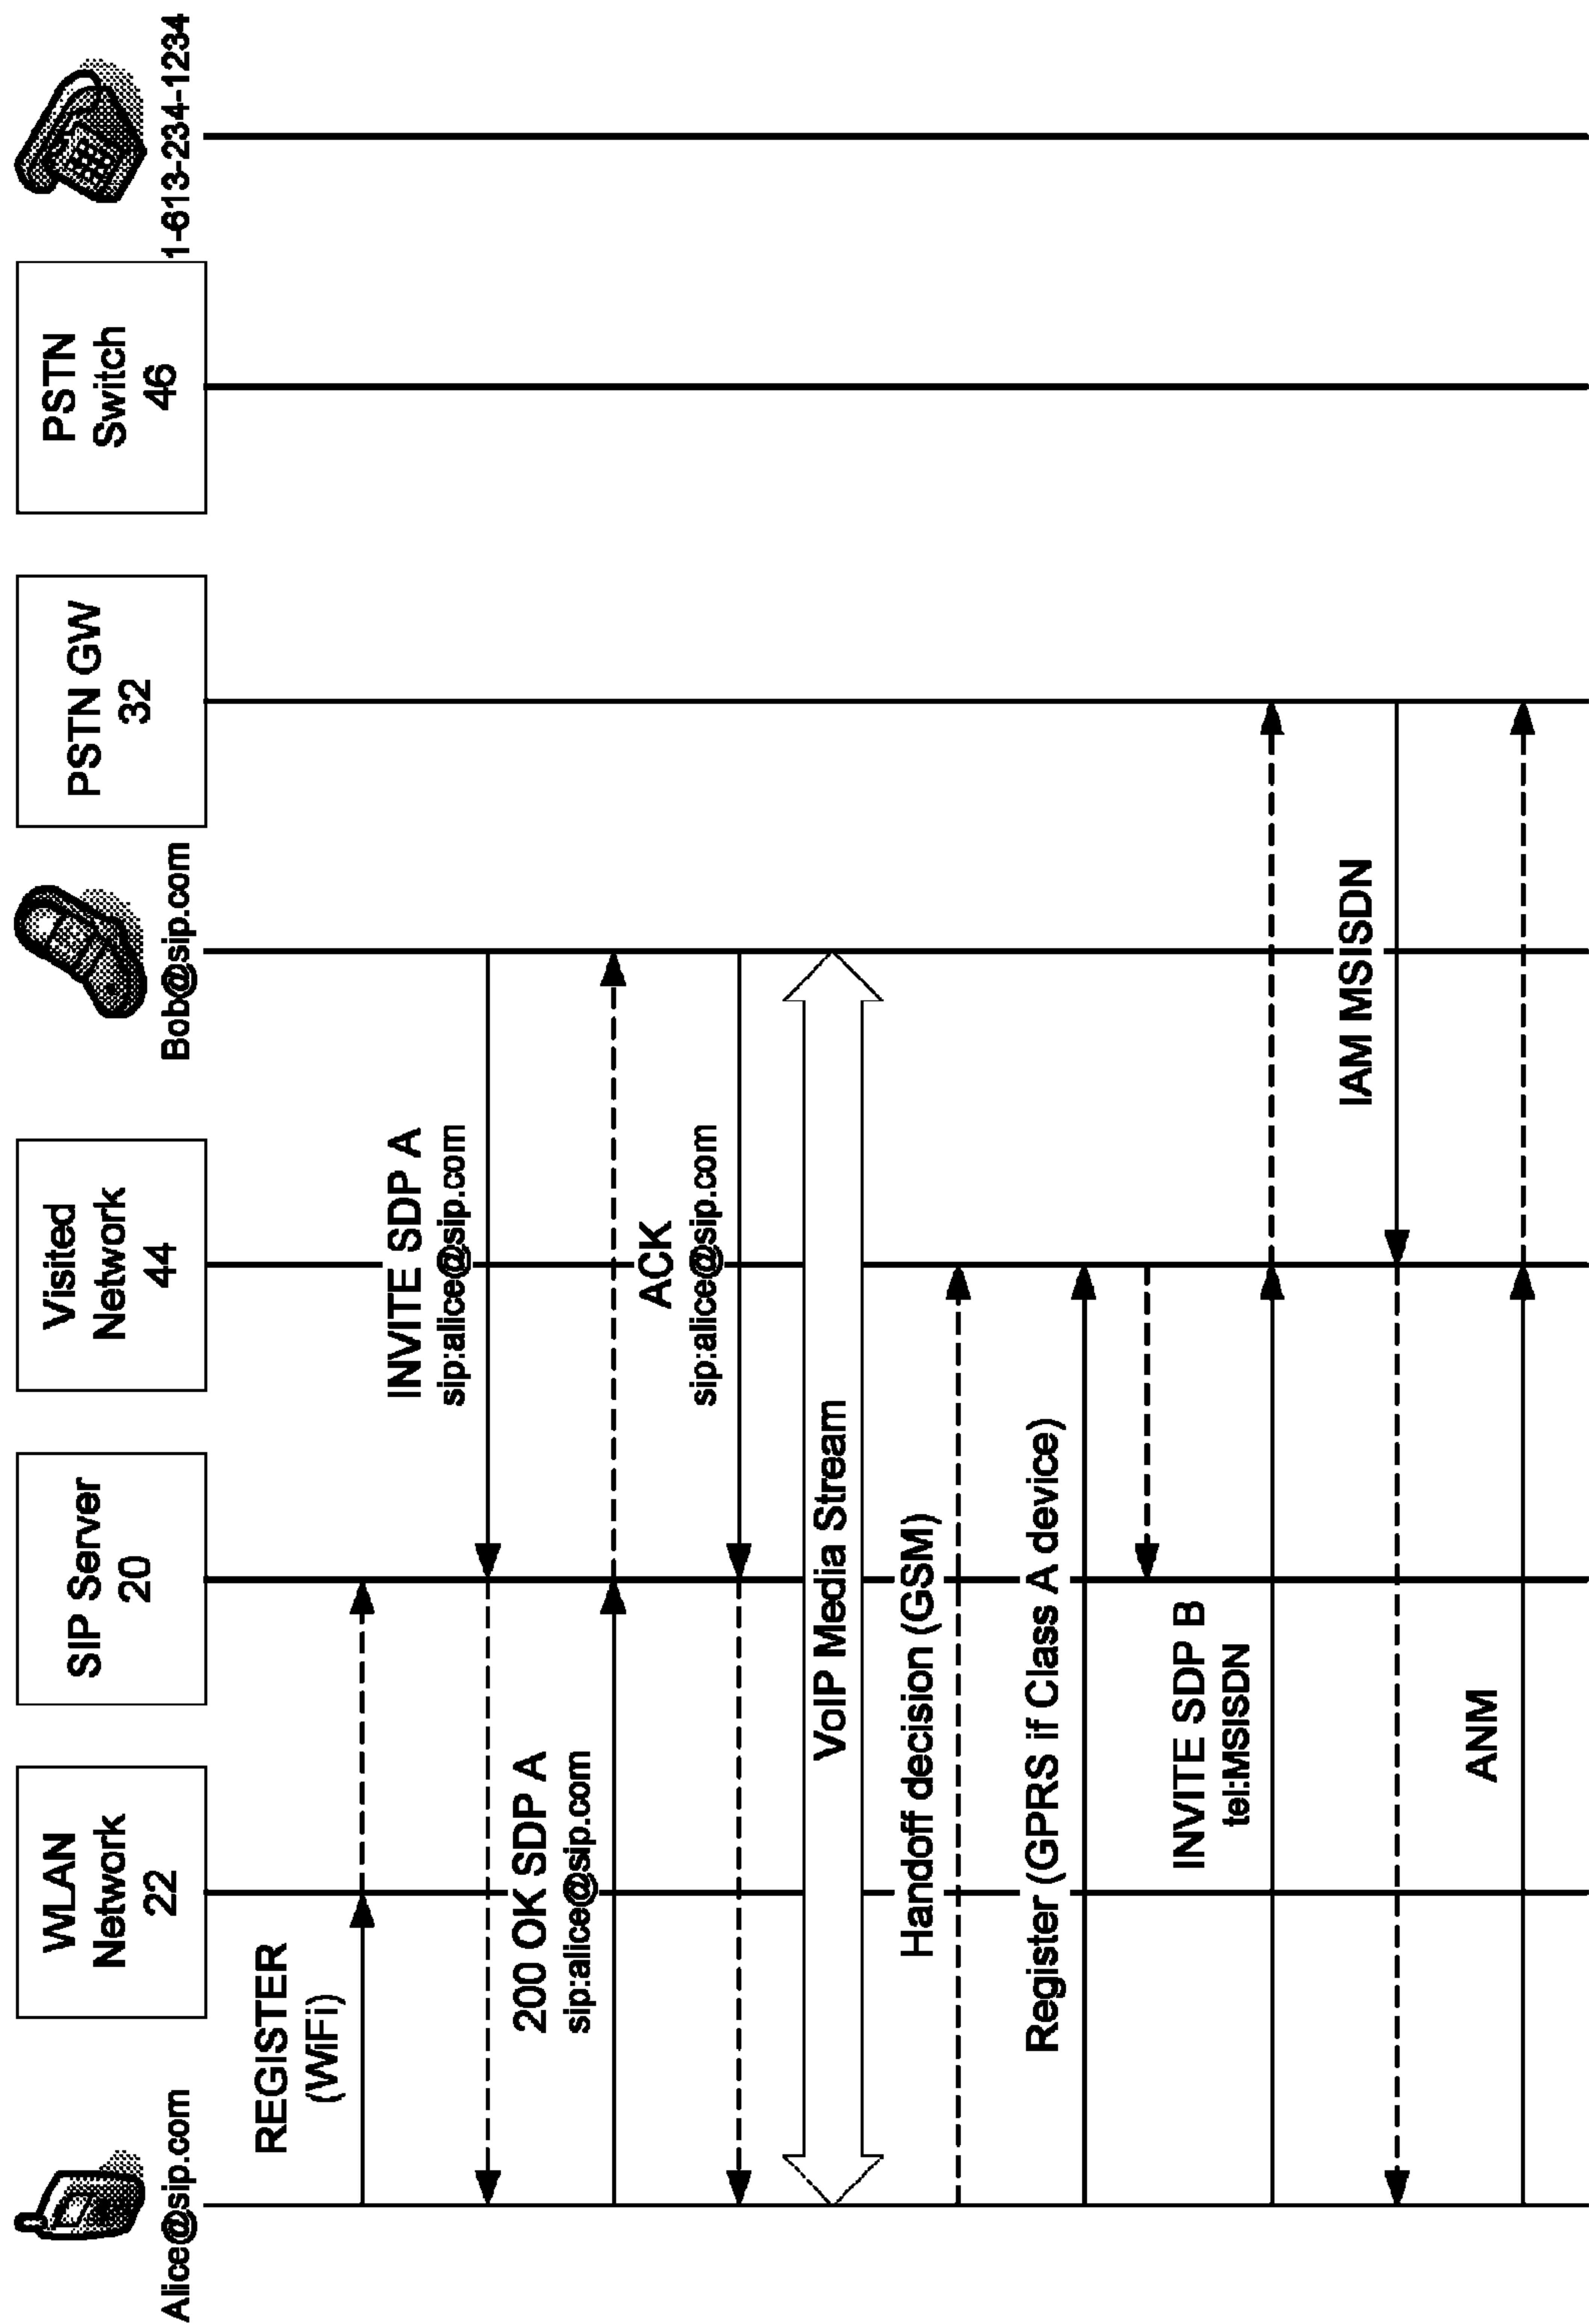 Alice@sip.com
WLAN
Network
22
SIP Server
20
Visited
Network
44
Bob@sip.com
PSTN GW
32
PSTN
Switch
46
1-613-234-1234
REGISTER
(WiFi)
INVITE SDP A
sip:alice@sip.com
200 OK SDP A
sip:alice@sip.com
ACK
sip:alice@sip.com
VoIP Media Stream
Handoff decision (GSM)
Register (GPRS if Class A device)
INVITE SDP B
tel:MSISDN
IAM MSISDN
ANM